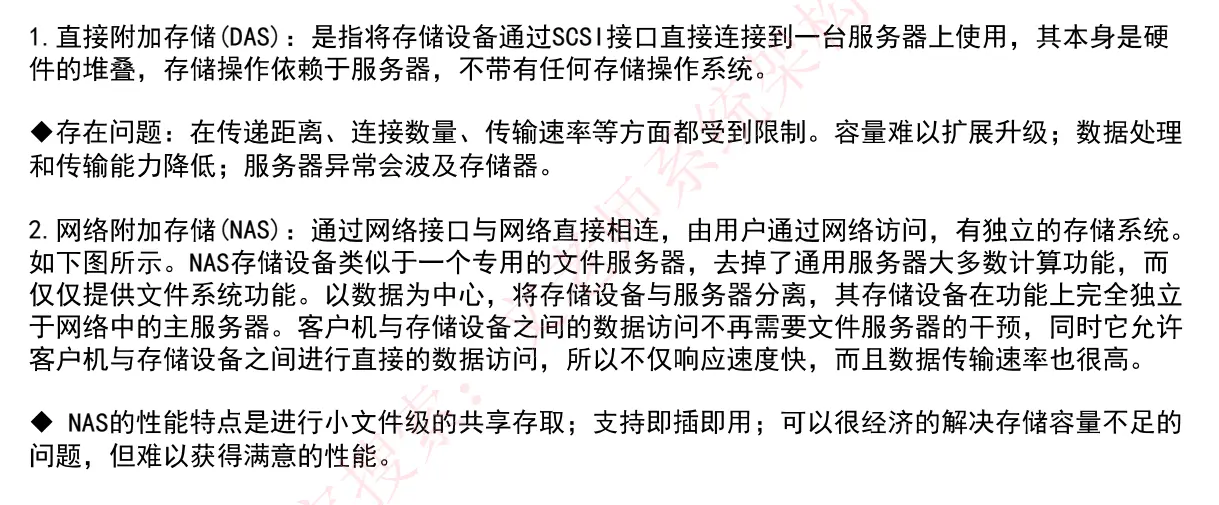 1.直接附加存储(DAS)：是指将存储设备通过SCSI接口直接连接到一台服务器上使用，其本身是硬
件的堆叠，存储操作依赖于服务器，不带有任何存储操作系统。
◆存在问题：在传递距离、连接数量、传输速率等方面都受到限制。容量难以扩展升级；数据处理
和传输能力降低；服务器异常会波及存储器。
2.网络附加存储(NAS)：通过网络接口与网络直接相连，由用户通过网络访问，有独立的存储系统。
如下图所示。NAS存储设备类似于一个专用的文件服务器，去掉了通用服务器大多数计算功能，而
仅仅提供文件系统功能。以数据为中心，将存储设备与服务器分离，其存储设备在功能上完全独立
于网络中的主服务器。客户机与存储设备之间的数据访问不再需要文件服务器的干预，同时它允许
客户机与存储设备之间进行直接的数据访问，所以不仅响应速度快，而且数据传输速率也很高。
◆ NAS的性能特点是进行小文件级的共享存取；支持即插即用；可以很经济的解决存储容量不足的
问题，但难以获得满意的性能。